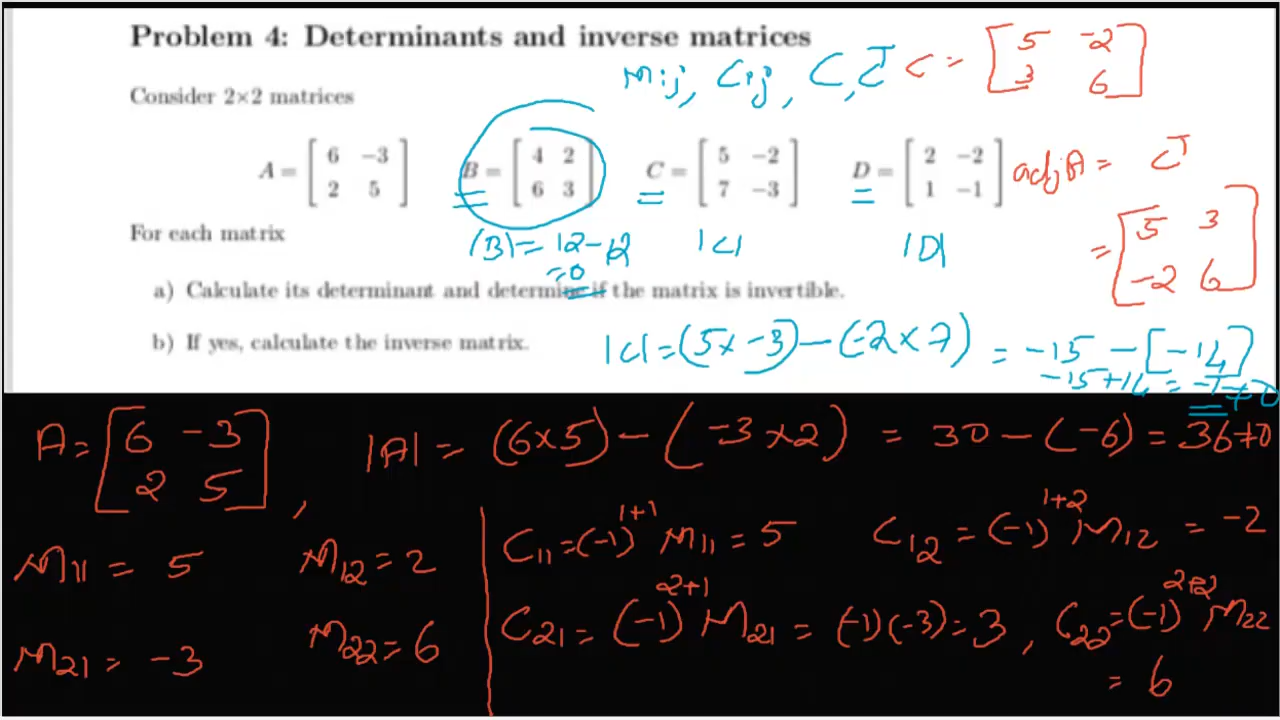 Problem 4: Determinants and inverse matrices
Mij, Cij, C, Cᵀ
C = [5 -2
3 6]
Consider 2×2 matrices
A = [6 −3
2 5]
B = [4 2
6 3]
C = [5 −2
7 −3]
D = [2 −2
1 −1]
adjA = Cᵀ
= [5 3
-2 6]
For each matrix
|B| = 12 - 12
= 0
|C|
|D|
a) Calculate its determinant and determine if the matrix is invertible.
b) If yes, calculate the inverse matrix.
|C| = (5 x -3) - (-2 x 7) = -15 - [-14]
-15 + 14 = -1 ≠ 0
A = [6 -3
2 5],
|A| = (6x5) - (-3 x 2) = 30 - (-6) = 36 ≠ 0
M11 = 5
M12 = 2
M21 = -3
M22 = 6
C11 = (-1)^1+1 M11 = 5
C12 = (-1)^1+2 M12 = -2
C21 = (-1)^2+1 M21 = (-1)(-3) = 3,
C22 = (-1)^2+2 M22
= 6